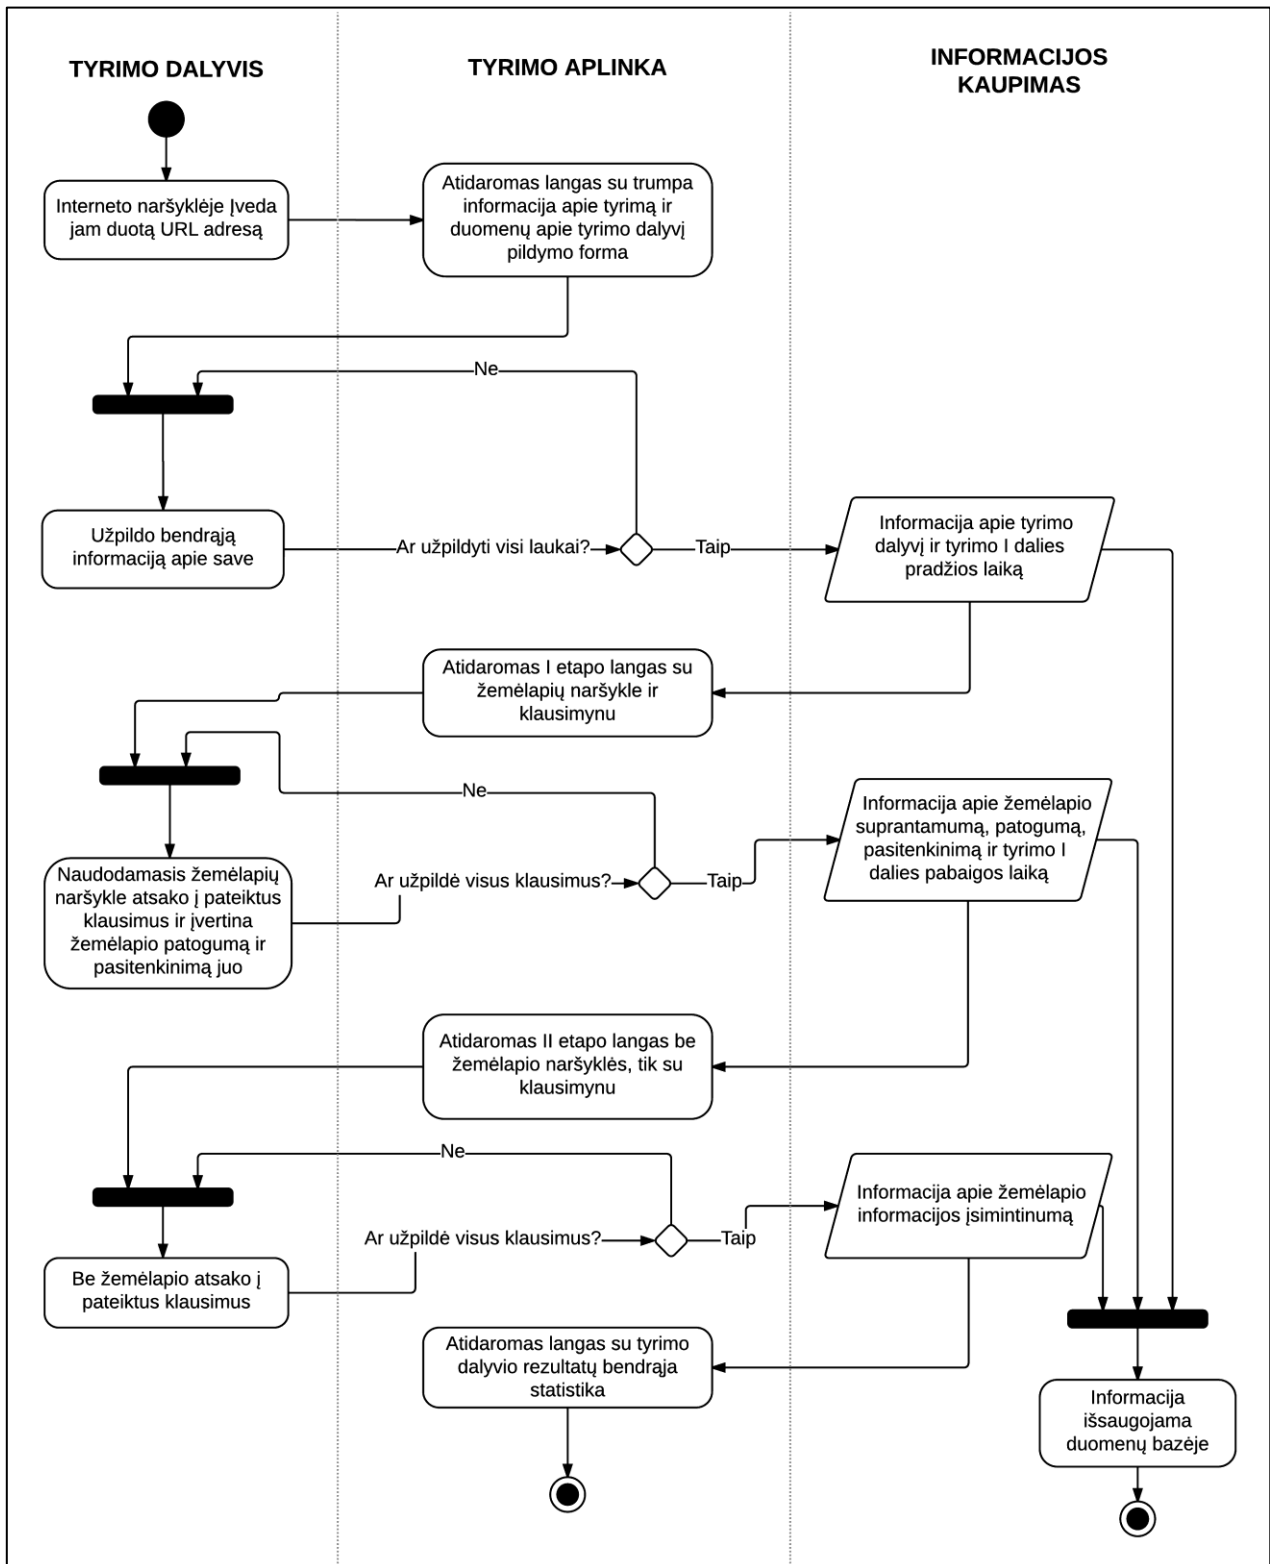 TYRIMO DALYVIS
TYRIMO APLINKA
INFORMACIJOS
KAUPIMAS
Interneto naršyklėje Įveda
jam duotą URL adresą
Atidaromas langas su trumpa
informacija apie tyrimą ir
duomenų apie tyrimo dalyvį
pildymo forma
Ne
Užpildo bendrąją
informaciją apie save
Ar užpildyti visi laukai?
Taip
Informacija apie tyrimo
dalyvį ir tyrimo I dalies
pradžios laiką
Atidaromas I etapo langas su
žemėlapių naršykle ir
klausimynu
Ne
Naudodamasis žemėlapių
naršykle atsako į pateiktus
klausimus ir įvertina
žemėlapio patogumą ir
pasitenkinimą juo
Ar užpildė visus klausimus?
Taip
Informacija apie žemėlapio
suprantamumą, patogumą,
pasitenkinimą ir tyrimo I
dalies pabaigos laiką
Atidaromas II etapo langas be
žemėlapio naršyklės, tik su
klausimynu
Ne
Be žemėlapio atsako į
pateiktus klausimus
Ar užpildė visus klausimus?
Taip
Informacija apie žemėlapio
informacijos įsimintinumą
Atidaromas langas su tyrimo
dalyvio rezultatų bendrąja
statistika
Informacija
išsaugojama
duomenų bazėje